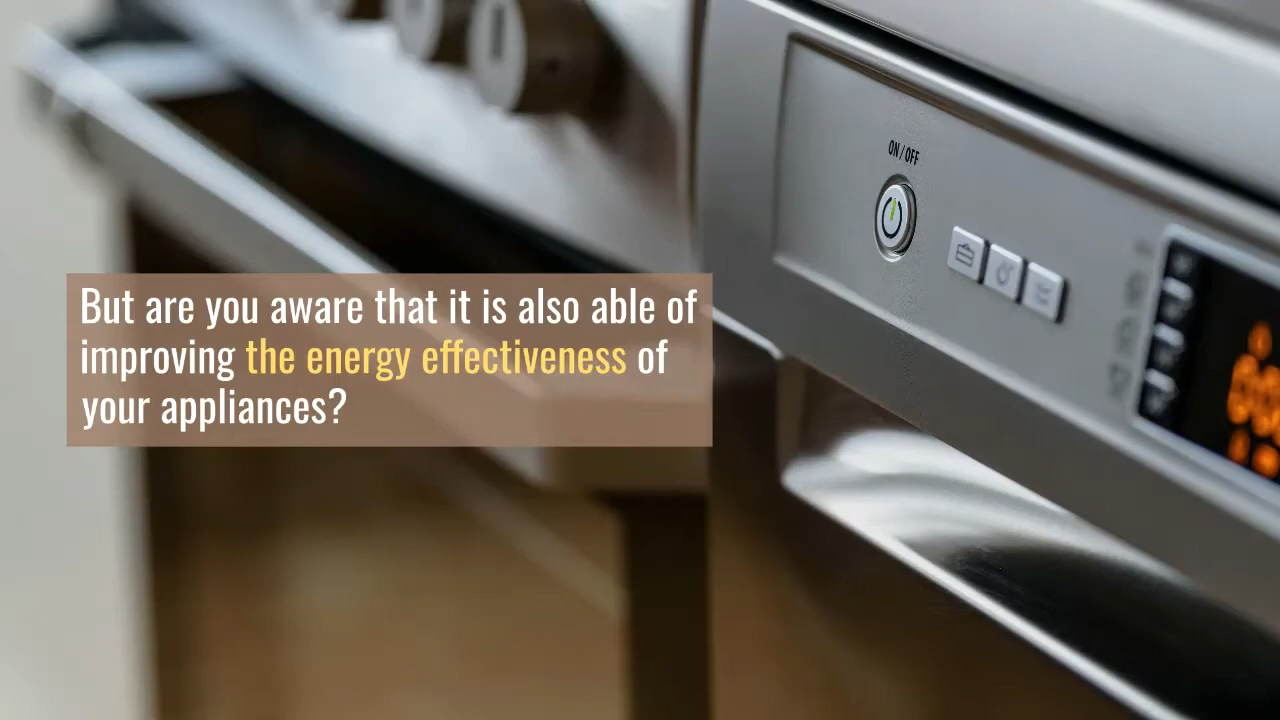 ON / OFF
But are you aware that it is also able of
improving the energy effectiveness of
your appliances?